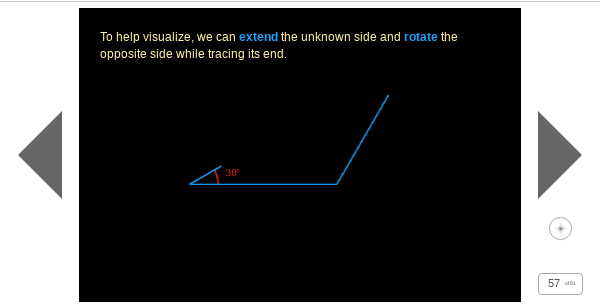 To help visualize, we can extend the unknown side and rotate the
opposite side while tracing its end.
30°
57 of 81